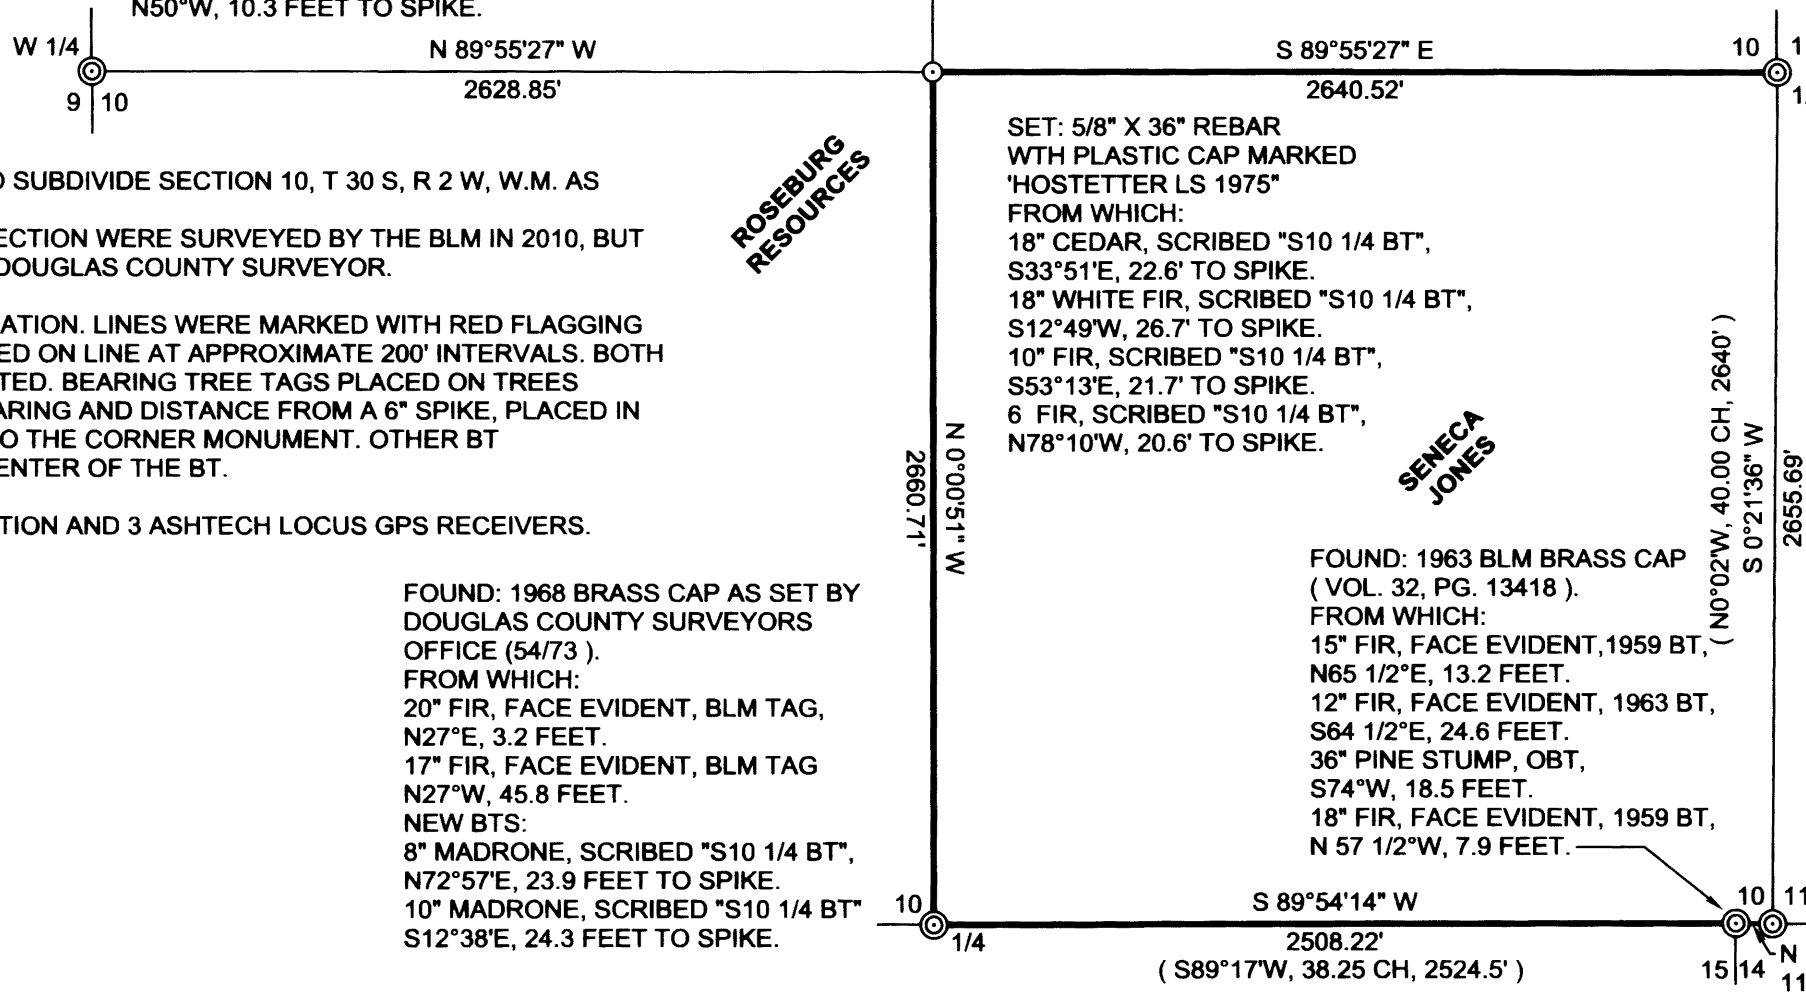 N50°W, 10.3 FEET TO SPIKE.
W 1/4
N 89°55'27" W
S 89°55'27" E
10 1
9 10
2628.85'
2640.52'
1
D SUBDIVIDE SECTION 10, T 30 S, R 2 W, W.M. AS
ECTION WERE SURVEYED BY THE BLM IN 2010, BUT
DOUGLAS COUNTY SURVEYOR.
ATION. LINES WERE MARKED WITH RED FLAGGING
ED ON LINE AT APPROXIMATE 200' INTERVALS. BOTH
TED. BEARING TREE TAGS PLACED ON TREES
ARING AND DISTANCE FROM A 6" SPIKE, PLACED IN
O THE CORNER MONUMENT. OTHER BT
ENTER OF THE BT.
TION AND 3 ASHTECH LOCUS GPS RECEIVERS.
ROSEBURG
RESOURCES
SET: 5/8" X 36" REBAR
WTH PLASTIC CAP MARKED
'HOSTETTER LS 1975"
FROM WHICH:
18" CEDAR, SCRIBED "S10 1/4 BT",
S33°51'E, 22.6' TO SPIKE.
18" WHITE FIR, SCRIBED "S10 1/4 BT",
S12°49'W, 26.7' TO SPIKE.
10" FIR, SCRIBED "S10 1/4 BT",
S53°13'E, 21.7' TO SPIKE.
6 FIR, SCRIBED "S10 1/4 BT",
N78°10'W, 20.6' TO SPIKE.
N 0°00'51" W
2660.71'
SENECA
JONES
( N0°02'W, 40.00 CH, 2640' )
S 0°21'36" W
2655.69'
FOUND: 1968 BRASS CAP AS SET BY
DOUGLAS COUNTY SURVEYORS
OFFICE (54/73 ).
FROM WHICH:
20" FIR, FACE EVIDENT, BLM TAG,
N27°E, 3.2 FEET.
17" FIR, FACE EVIDENT, BLM TAG
N27°W, 45.8 FEET.
NEW BTS:
8" MADRONE, SCRIBED "S10 1/4 BT",
N72°57'E, 23.9 FEET TO SPIKE.
10" MADRONE, SCRIBED "S10 1/4 BT"
S12°38'E, 24.3 FEET TO SPIKE.
FOUND: 1963 BLM BRASS CAP
( VOL. 32, PG. 13418 ).
FROM WHICH:
15" FIR, FACE EVIDENT,1959 BT,
N65 1/2°E, 13.2 FEET.
12" FIR, FACE EVIDENT, 1963 BT,
S64 1/2°E, 24.6 FEET.
36" PINE STUMP, OBT,
S74°W, 18.5 FEET.
18" FIR, FACE EVIDENT, 1959 BT,
N 57 1/2°W, 7.9 FEET.
10
1/4
S 89°54'14" W
2508.22'
( S89°17'W, 38.25 CH, 2524.5' )
10 11
15 14
N
11